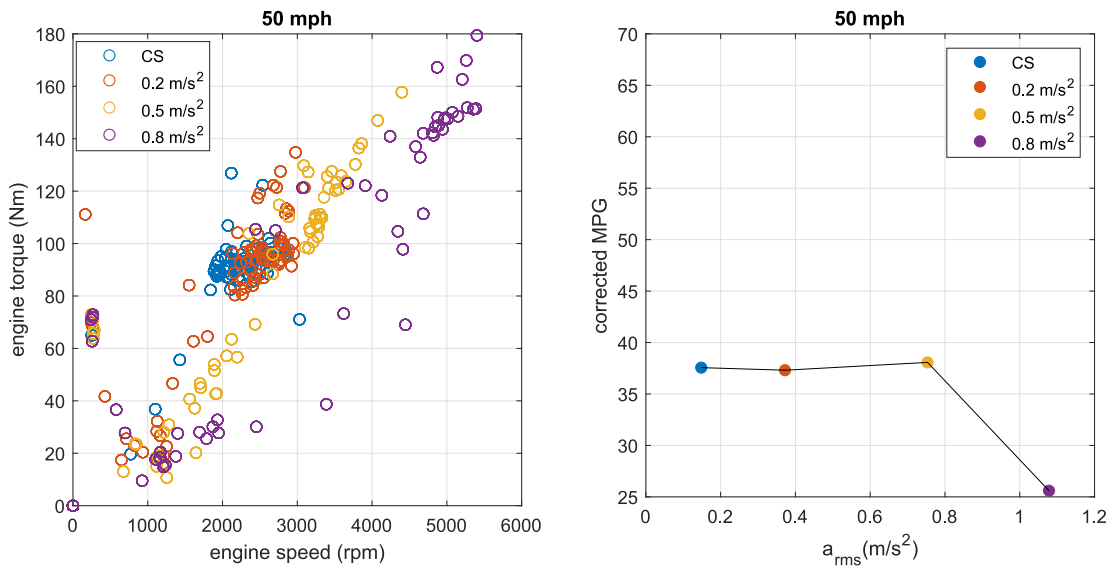 50 mph
CS
0.2 m/s²
0.5 m/s²
0.8 m/s²
180
160
140
120
100
80
60
40
20
0
engine torque (Nm)
0 1000 2000 3000 4000 5000 6000
engine speed (rpm)
50 mph
CS
0.2 m/s²
0.5 m/s²
0.8 m/s²
70
65
60
55
50
45
40
35
30
25
corrected MPG
0 0.2 0.4 0.6 0.8 1 1.2
a_rms(m/s²)